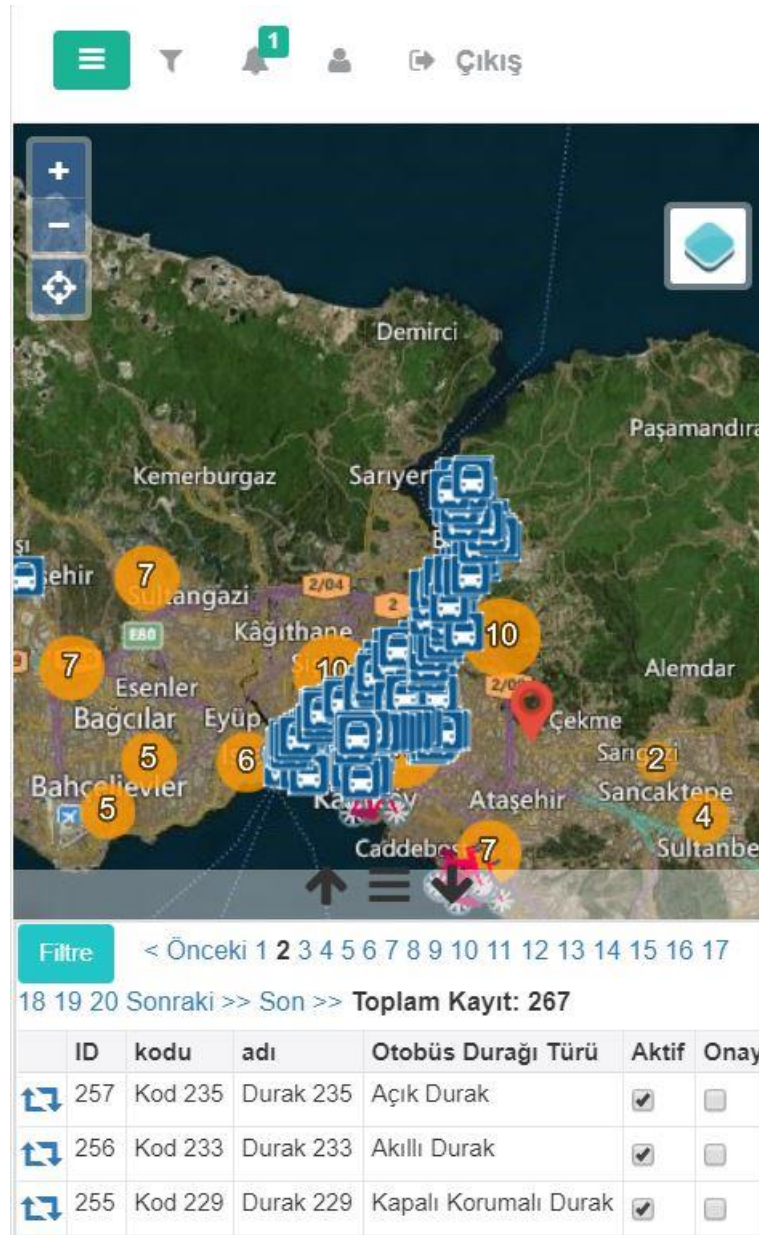 1
Çıkış
+
−
Demirci
Paşamandıra
Kemerburgaz
Sarıyer
şehir
7
Sultangazi
2/04
2
E80
Kâğıthane
10
10
7
Esenler
Alemdar
Bağcılar
Eyüp
Çekme
5
6
2
Bahçelievler
Ataşehir
Sancaktepe
5
4
Caddebos
7
Sultanbe
Filtre
< Önceki 1 2 3 4 5 6 7 8 9 10 11 12 13 14 15 16 17
18 19 20 Sonraki >> Son >> Toplam Kayıt: 267
ID kodu adı Otobüs Durağı Türü Aktif Onay
257 Kod 235 Durak 235 Açık Durak
256 Kod 233 Durak 233 Akıllı Durak
255 Kod 229 Durak 229 Kapalı Korumalı Durak